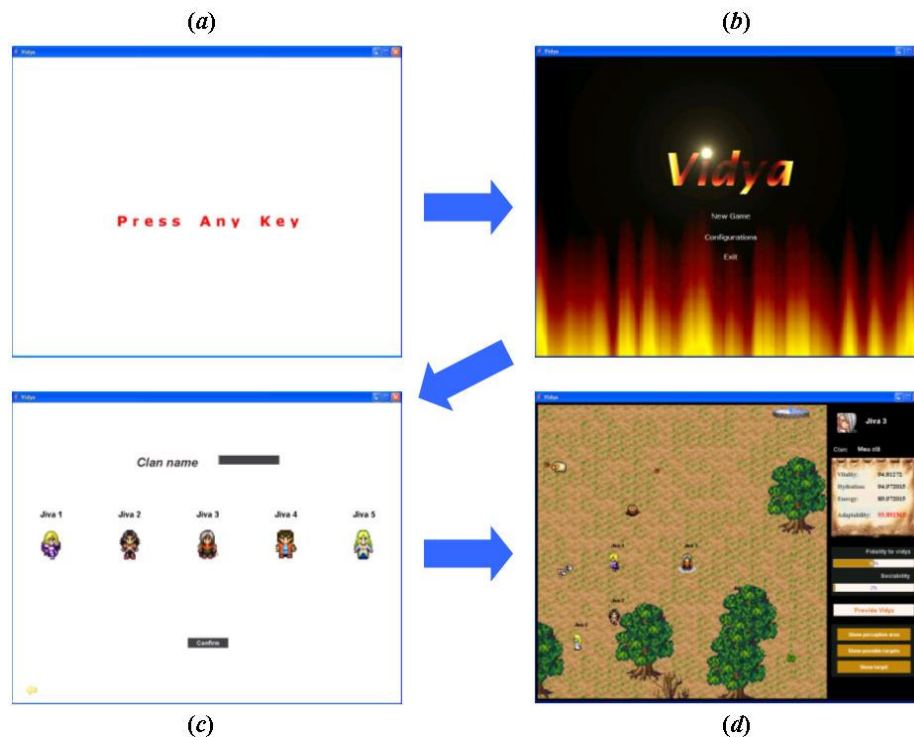 (a)
(b)
Vidya
Press Any Key
Vidya
Vidya
New Game
Configurations
Exit
Vidya
Clan name
Jiva 1 Jiva 2 Jiva 3 Jiva 4 Jiva 5
Confirm
Vidya
Jiva 3
Clan:
Vitality:
Hydration:
Energy:
Adaptability:
Fidelity to vidya
Sociability
Provide Vidya
Show perception area
Show possible targets
Show target
(c)
(d)